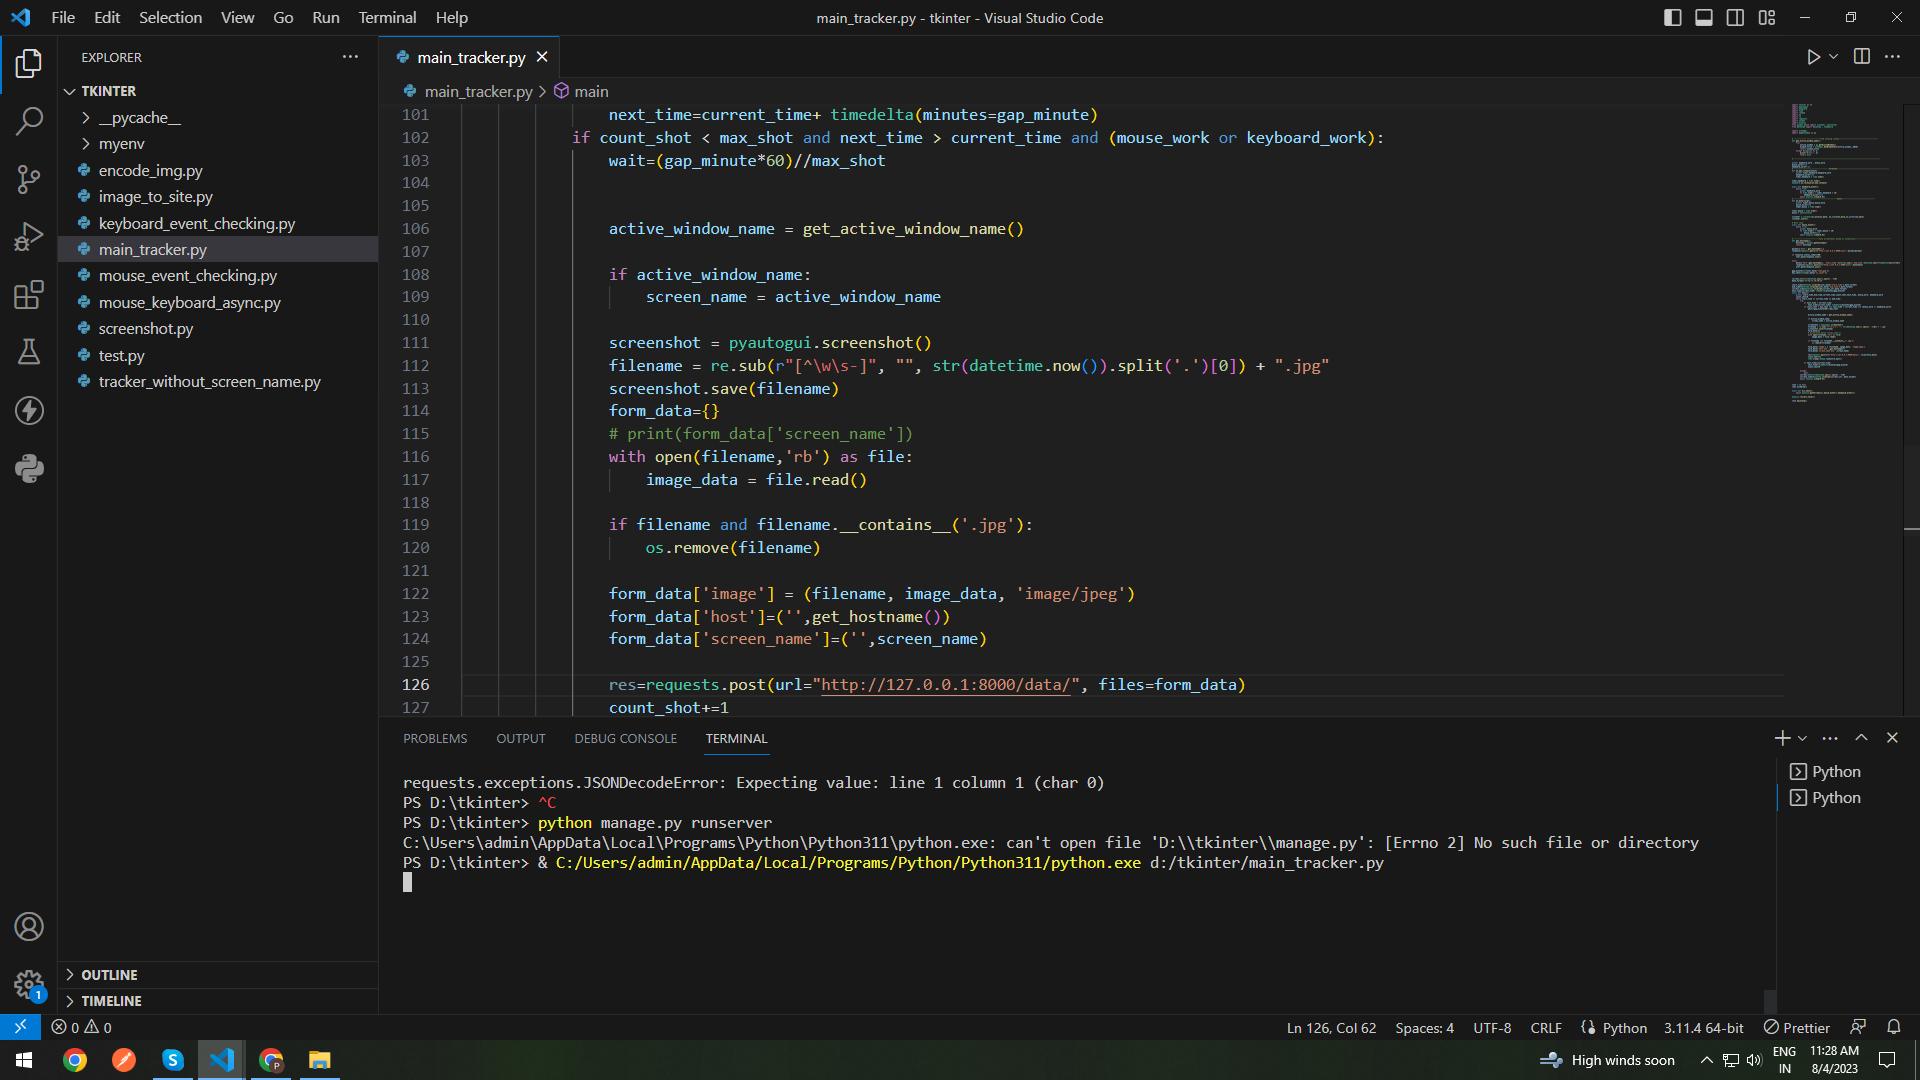 File Edit Selection View Go Run Terminal Help
main_tracker.py - tkinter - Visual Studio Code
EXPLORER
TKINTER
__pycache__
myenv
encode_img.py
image_to_site.py
keyboard_event_checking.py
main_tracker.py
mouse_event_checking.py
mouse_keyboard_async.py
screenshot.py
test.py
tracker_without_screen_name.py
OUTLINE
TIMELINE
main_tracker.py
main_tracker.py > main
101 next_time=current_time+ timedelta(minutes=gap_minute)
102 if count_shot < max_shot and next_time > current_time and (mouse_work or keyboard_work):
103 wait=(gap_minute*60)//max_shot
104
105
106 active_window_name = get_active_window_name()
107
108 if active_window_name:
109 screen_name = active_window_name
110
111 screenshot = pyautogui.screenshot()
112 filename = re.sub(r"[^\w\s-]", "", str(datetime.now()).split('.')[0]) + ".jpg"
113 screenshot.save(filename)
114 form_data={}
115 # print(form_data['screen_name'])
116 with open(filename,'rb') as file:
117 image_data = file.read()
118
119 if filename and filename.__contains__('.jpg'):
120 os.remove(filename)
121
122 form_data['image'] = (filename, image_data, 'image/jpeg')
123 form_data['host']=('',get_hostname())
124 form_data['screen_name']=('',screen_name)
125
126 res=requests.post(url="http://127.0.0.1:8000/data/", files=form_data)
127 count_shot+=1
PROBLEMS OUTPUT DEBUG CONSOLE TERMINAL
requests.exceptions.JSONDecodeError: Expecting value: line 1 column 1 (char 0)
PS D:\tkinter> ^C
PS D:\tkinter> python manage.py runserver
C:\Users\admin\AppData\Local\Programs\Python\Python311\python.exe: can't open file 'D:\\tkinter\\manage.py': [Errno 2] No such file or directory
PS D:\tkinter> & C:/Users/admin/AppData/Local/Programs/Python/Python311/python.exe d:/tkinter/main_tracker.py
Python
Python
1
0 0
Ln 126, Col 62 Spaces: 4 UTF-8 CRLF Python 3.11.4 64-bit Prettier
High winds soon
ENG
IN
11:28 AM
8/4/2023